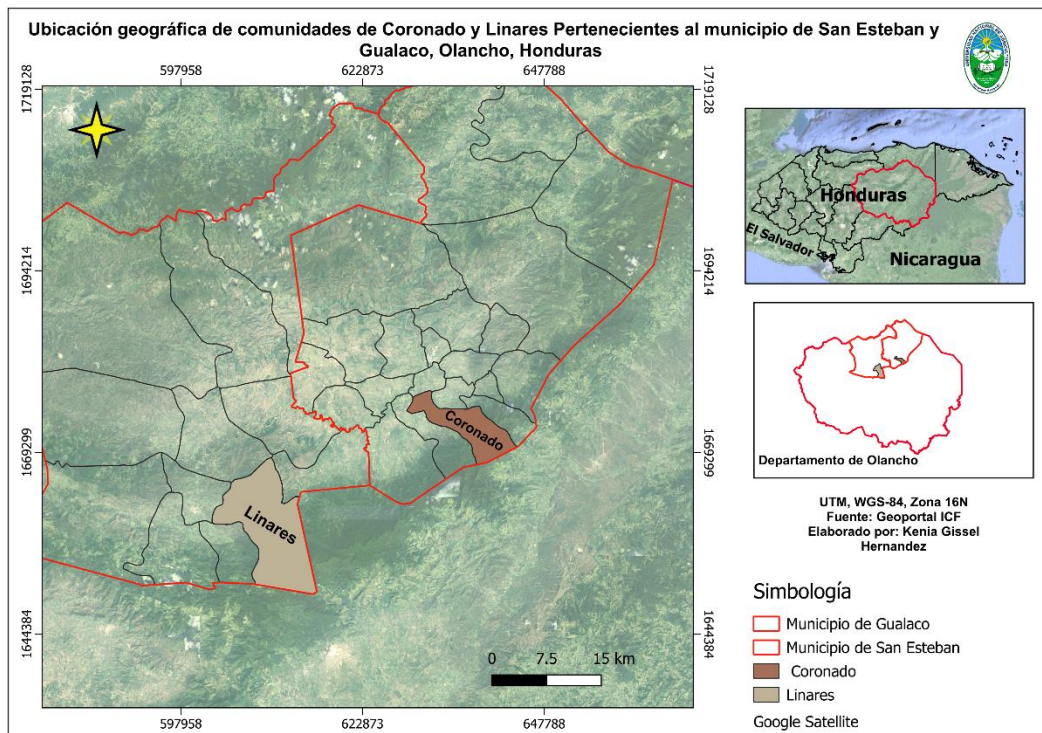 Ubicación geográfica de comunidades de Coronado y Linares Pertenecientes al municipio de San Esteban y
Gualaco, Olancho, Honduras
597958
622873
647788
1719128
1719128
1694214
1694214
1669299
1669299
1644384
1644384
Coronado
Linares
0 7.5 15 km
597958
622873
647788
Honduras
El Salvador
Nicaragua
Departamento de Olancho
UTM, WGS-84, Zona 16N
Fuente: Geoportal ICF
Elaborado por: Kenia Gissel
Hernandez
Simbología
Municipio de Gualaco
Municipio de San Esteban
Coronado
Linares
Google Satellite